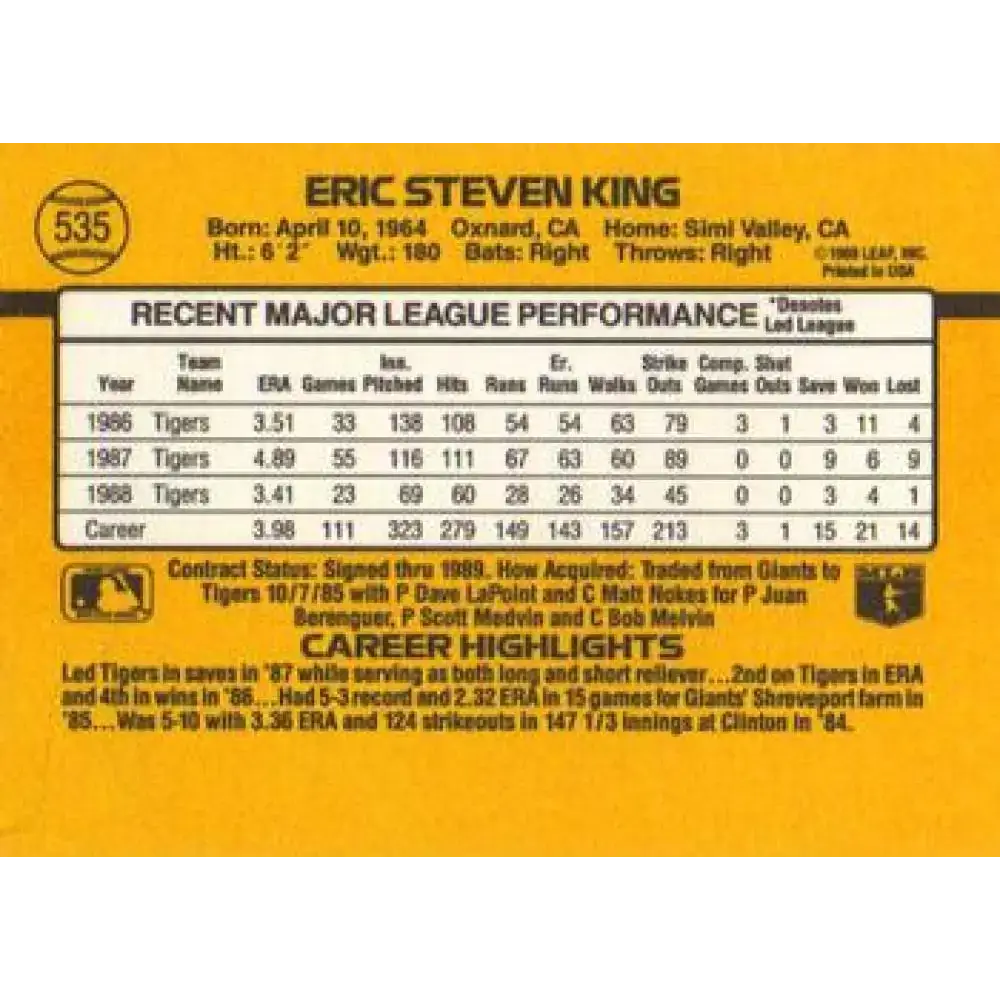 535
ERIC STEVEN KING
Born: April 10, 1964 Oxnard, CA Home: Simi Valley, CA
Ht.: 6´2˝ Wgt.: 180 Bats: Right Throws: Right
LEAF, INC.
Printed in USA
RECENT MAJOR LEAGUE PERFORMANCE *Denotes Led League
Year Team Name ERA Games Inn. Pitched Hits Runs Er. Runs Walks Strike Outs Comp. Games Shut Outs Save Won Lost
1986 Tigers 3.51 33 138 108 54 54 63 79 3 1 3 11 4
1987 Tigers 4.89 55 116 111 67 63 60 89 0 0 9 6 9
1988 Tigers 3.41 23 69 60 28 26 34 45 0 0 3 4 1
Career 3.98 111 323 279 149 143 157 213 3 1 15 21 14
Contract Status: Signed thru 1989. How Acquired: Traded from Giants to
Tigers 10/7/85 with P Dave LaPoint and C Matt Nokes for P Juan
Berenguer, P Scott Medvin and C Bob Melvin
CAREER HIGHLIGHTS
Led Tigers in saves in '87 while serving as both long and short reliever...2nd on Tigers in ERA
and 4th in wins in '86...Had 5-3 record and 2.32 ERA in 15 games for Giants' Shreveport farm in
'85...Was 5-10 with 3.36 ERA and 124 strikeouts in 147 1/3 innings at Clinton in '84.